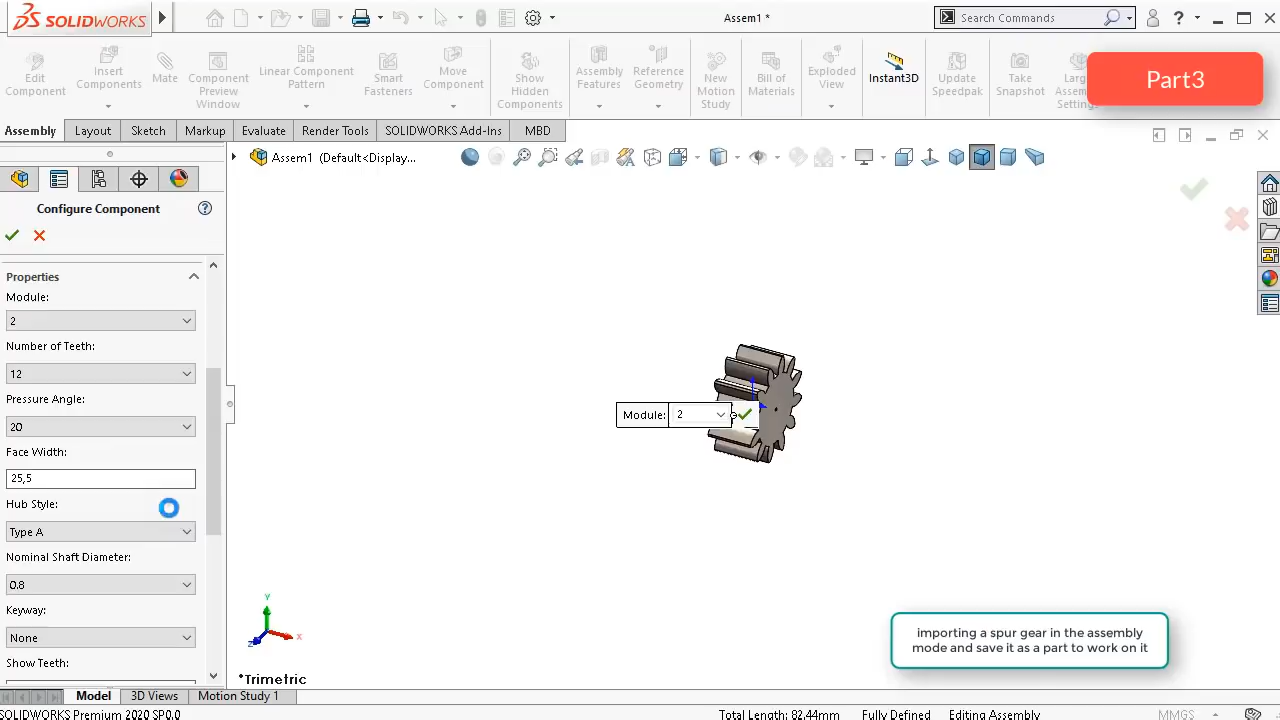 SOLIDWORKS
Assem1 *
Search Commands
Edit
Component
Insert
Components
Mate
Component
Preview
Window
Linear Component
Pattern
Smart
Fasteners
Move
Component
Show
Hidden
Components
Assembly
Features
Reference
Geometry
New
Motion
Study
Bill of
Materials
Exploded
View
Instant3D
Update
Speedpak
Take
Snapshot
Settings
Part3
Assembly
Layout
Sketch
Markup
Evaluate
Render Tools
SOLIDWORKS Add-Ins
MBD
Assem1 (Default<Display...
Configure Component
Properties
Module:
2
Number of Teeth:
12
Pressure Angle:
20
Face Width:
25,5
Hub Style:
Type A
Nominal Shaft Diameter:
0.8
Keyway:
None
Show Teeth:
Module: 2
Y
X
Z
importing a spur gear in the assembly
mode and save it as a part to work on it
*Trimetric
Model
3D Views
Motion Study 1
SOLIDWORKS Premium 2020 SP0.0
Total Length: 82.44mm
Fully Defined
Editing Assembly
MMGS